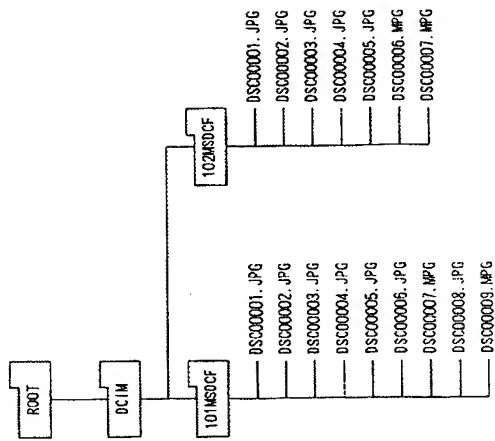 ROOT
DCIM
101MSDCF
DSC00001.JPG
DSC00002.JPG
DSC00003.JPG
DSC00004.JPG
DSC00005.JPG
DSC00006.JPG
DSC00007.MPG
DSC00008.JPG
DSC00009.MPG
102MSDCF
DSC00001.JPG
DSC00002.JPG
DSC00003.JPG
DSC00004.JPG
DSC00005.JPG
DSC00006.MPG
DSC00007.MPG